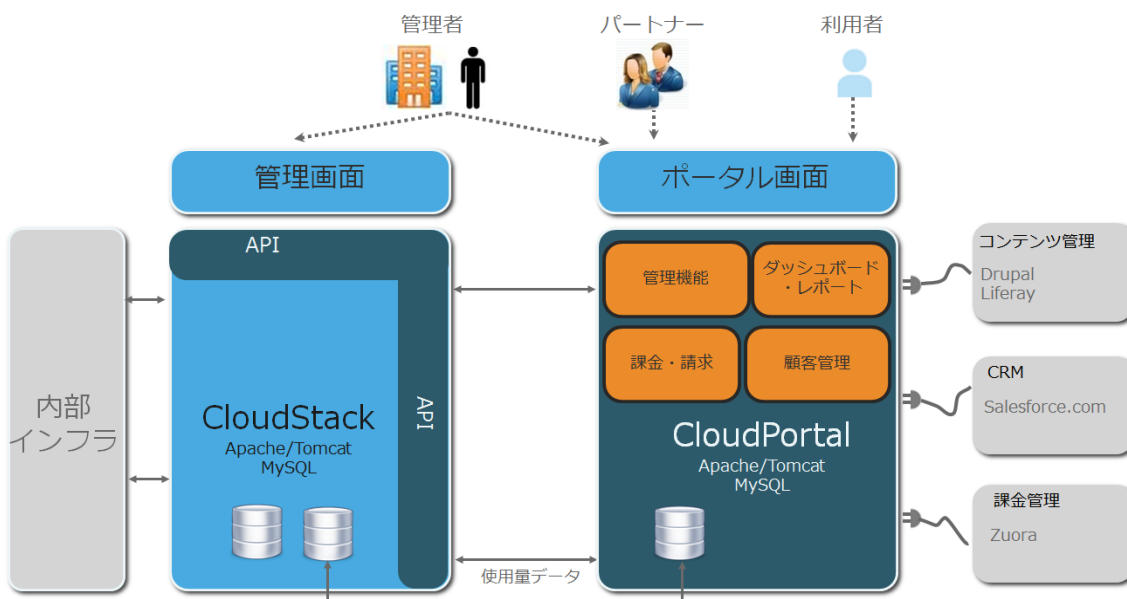 管理者
パートナー
利用者
管理画面
ポータル画面
API
API
内部
インフラ
CloudStack
Apache/Tomcat
MySQL
使用量データ
管理機能
ダッシュボード
・レポート
課金・請求
顧客管理
CloudPortal
Apache/Tomcat
MySQL
コンテンツ管理
Drupal
Liferay
CRM
Salesforce.com
課金管理
Zuora